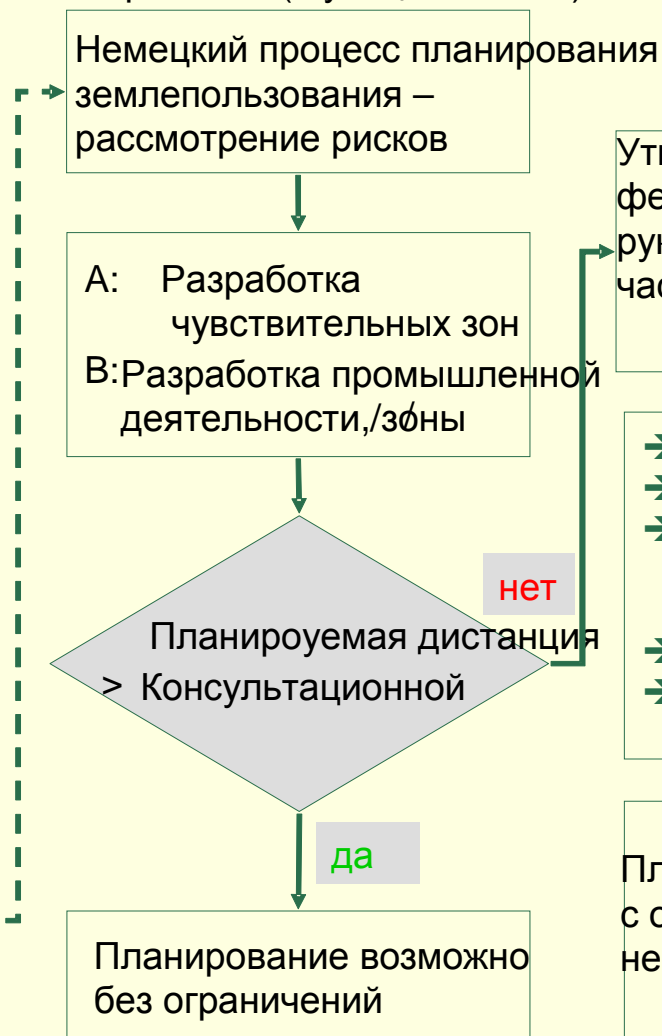 Немецкий процесс планирования
землепользования –
рассмотрение рисков
A: Разработка
чувствительных зон
B: Разработка промышленной
деятельности,/зоны
нет
Планироуемая дистанция
> Консультационной
да
Планирование возможно
без ограничений
с